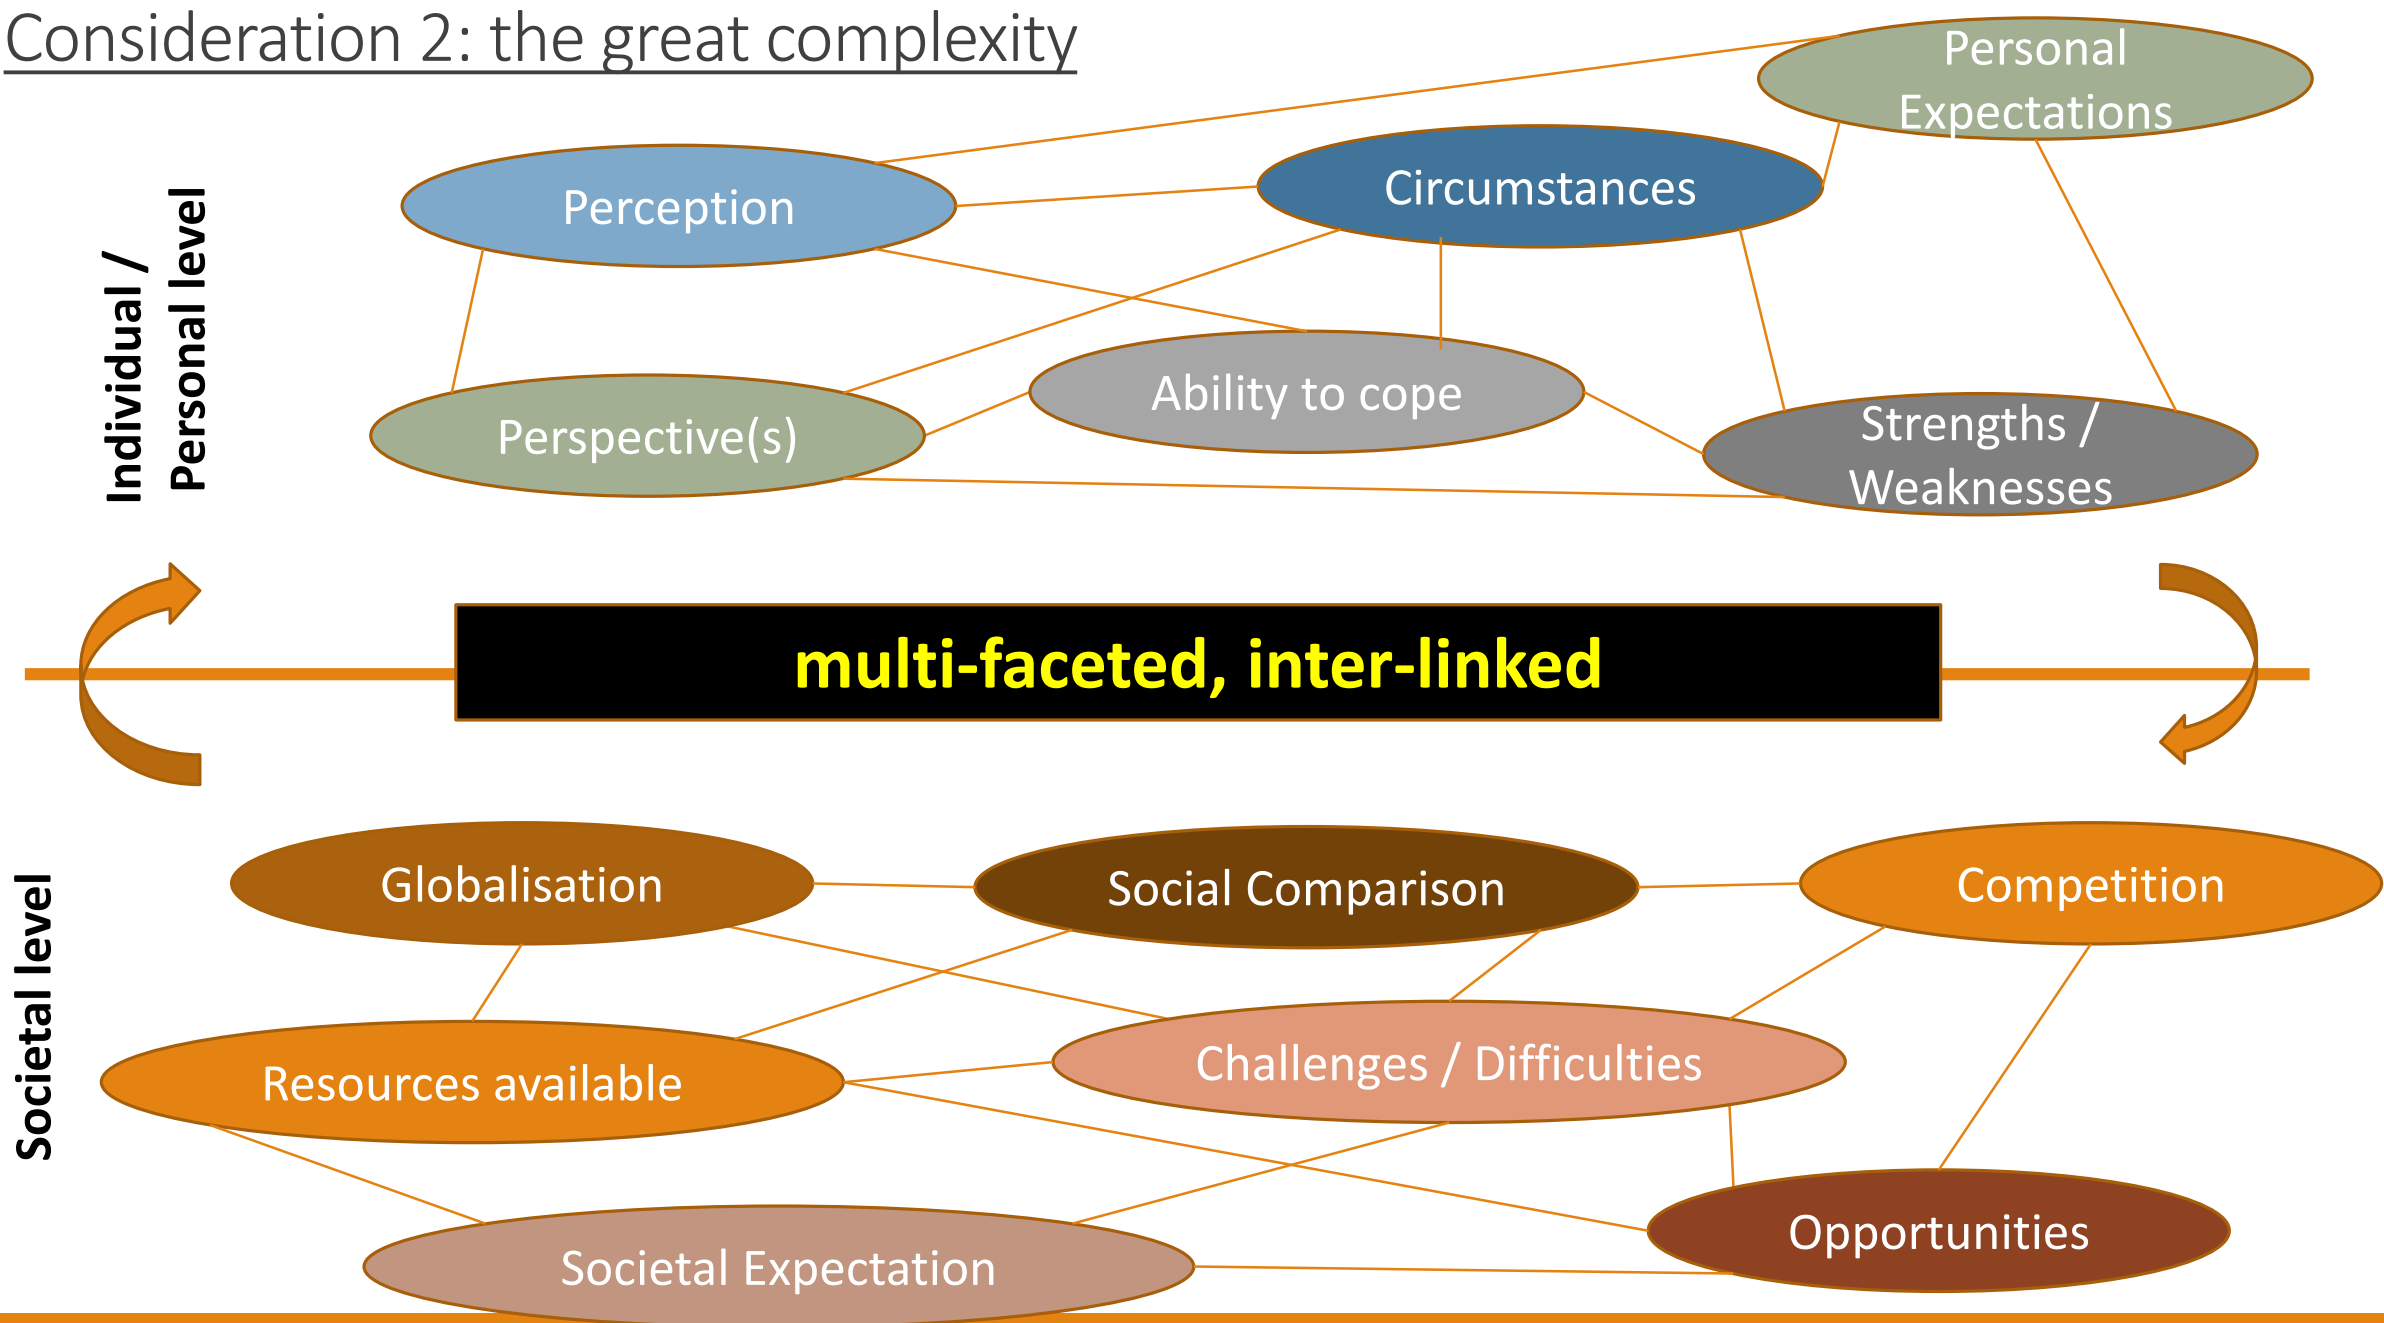 Consideration 2: the great complexity
Individual /
Personal level
Personal
Expectations
Perception
Circumstances
Perspective(s)
Ability to cope
Strengths /
Weaknesses
multi-faceted, inter-linked
Societal level
Globalisation
Social Comparison
Competition
Resources available
Challenges / Difficulties
Societal Expectation
Opportunities